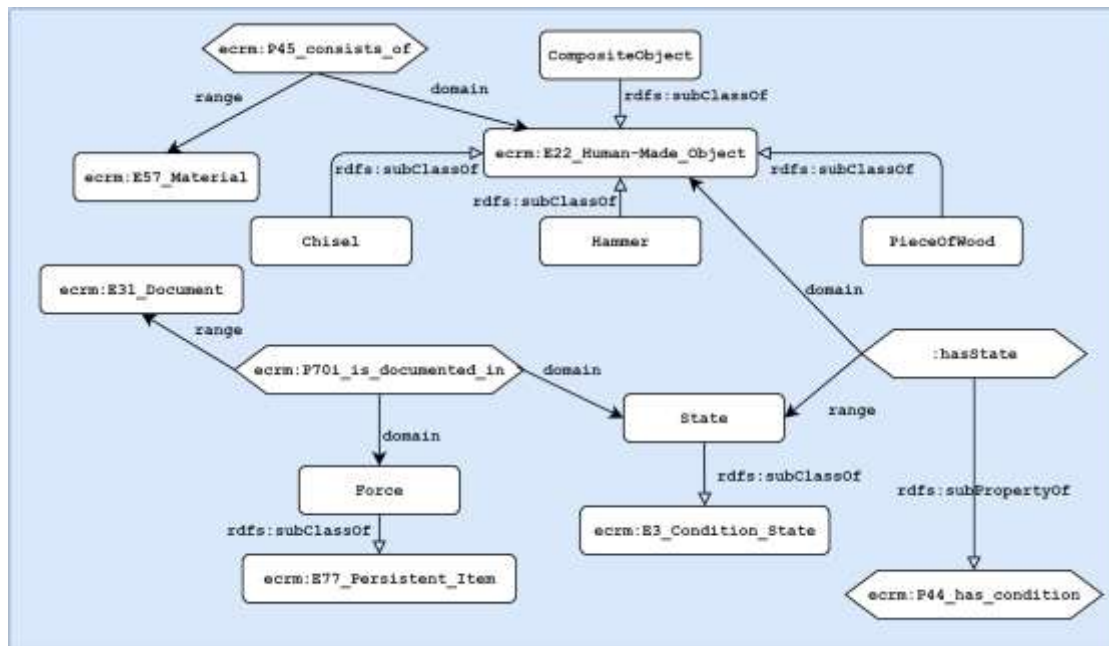 ecrm:P45_consists_of
CompositeObject
domain
range
rdfs:subClassOf
ecrm:E22_Human-Made_Object
ecrm:E57_Material
rdfs:subClassOf
rdfs:subClassOf
rdfs:subClassOf
Chisel
Hammer
PieceOfWood
ecrm:E31_Document
domain
range
ecrm:P70i_is_documented_in
domain
:hasState
State
range
domain
rdfs:subClassOf
Force
rdfs:subPropertyOf
rdfs:subClassOf
ecrm:E3_Condition_State
ecrm:E77_Persistent_Item
ecrm:P44_has_condition